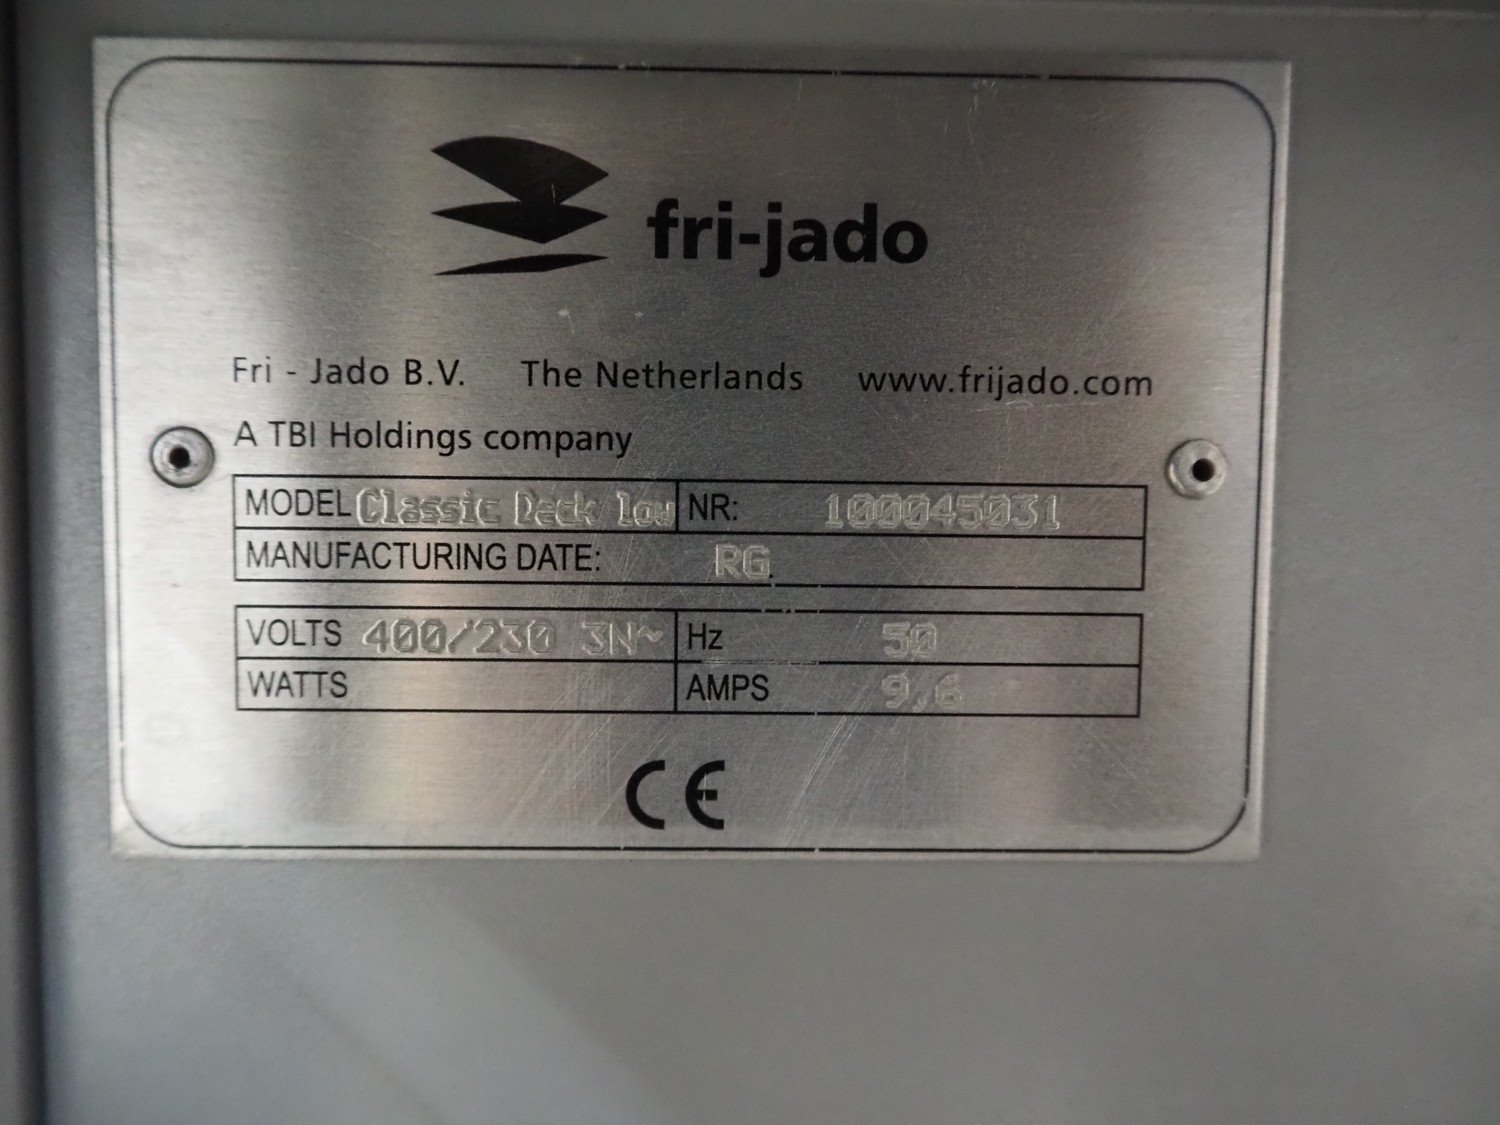 fri-jado
Fri - Jado B.V. The Netherlands www.frijado.com
A TBI Holdings company
MODEL Classic Deck low NR: 100045031
MANUFACTURING DATE: RG
VOLTS 400/230 3N~ Hz 50
WATTS AMPS 9,6
CE